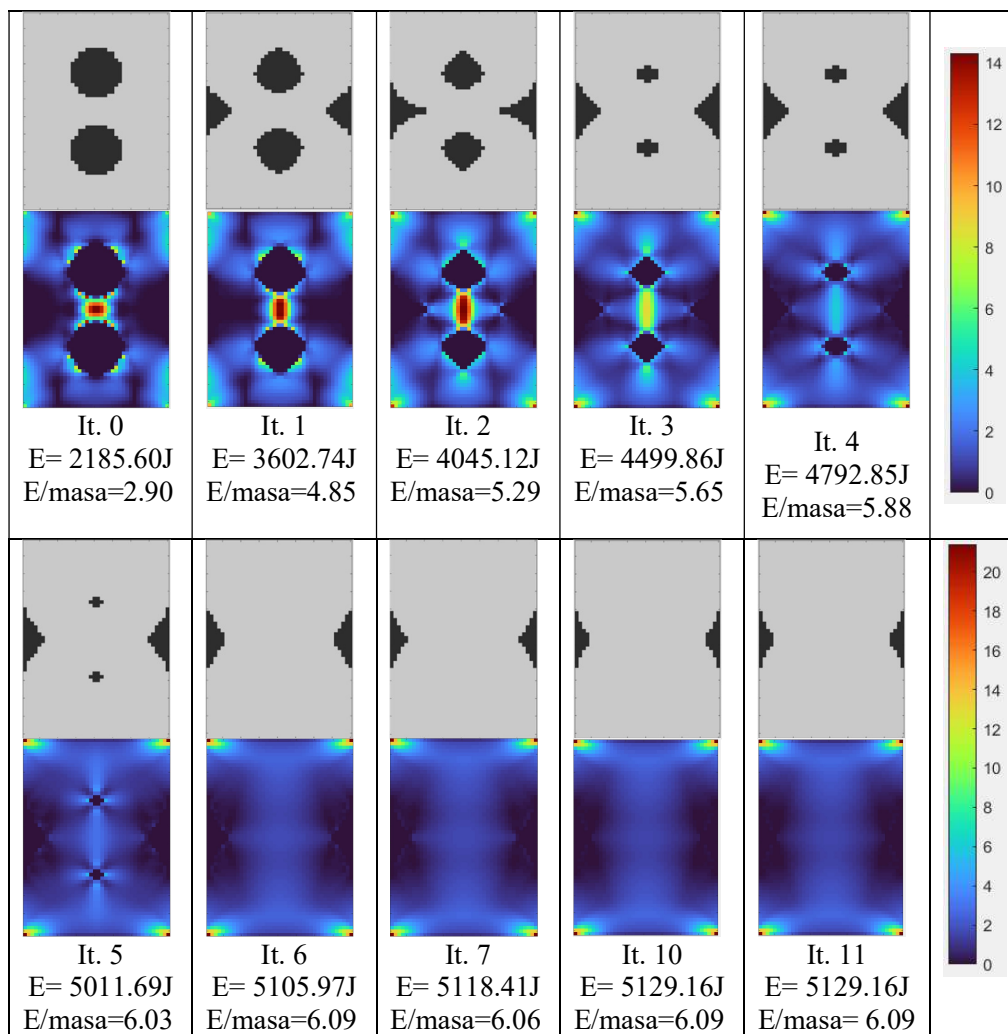 14
12
10
8
6
4
2
0
It. 0
E= 2185.60J
E/masa=2.90
It. 1
E= 3602.74J
E/masa=4.85
It. 2
E= 4045.12J
E/masa=5.29
It. 3
E= 4499.86J
E/masa=5.65
It. 4
E= 4792.85J
E/masa=5.88
20
18
16
14
12
10
8
6
4
2
0
It. 5
E= 5011.69J
E/masa=6.03
It. 6
E= 5105.97J
E/masa=6.09
It. 7
E= 5118.41J
E/masa=6.06
It. 10
E= 5129.16J
E/masa=6.09
It. 11
E= 5129.16J
E/masa= 6.09